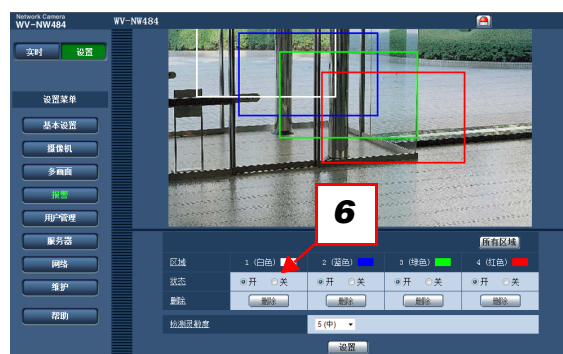 Network Camera
WV-NW484
WV-NW484
实时
设置
设置菜单
基本设置
摄像机
多画面
报警
用户管理
服务器
网络
维护
帮助
6
所有区域
区域 1 (白色) 2 (蓝色) 3 (绿色) 4 (红色)
状态 开 关 开 关 开 关 开 关
删除 删除 删除 删除 删除
检测灵敏度 5 (中)
设置